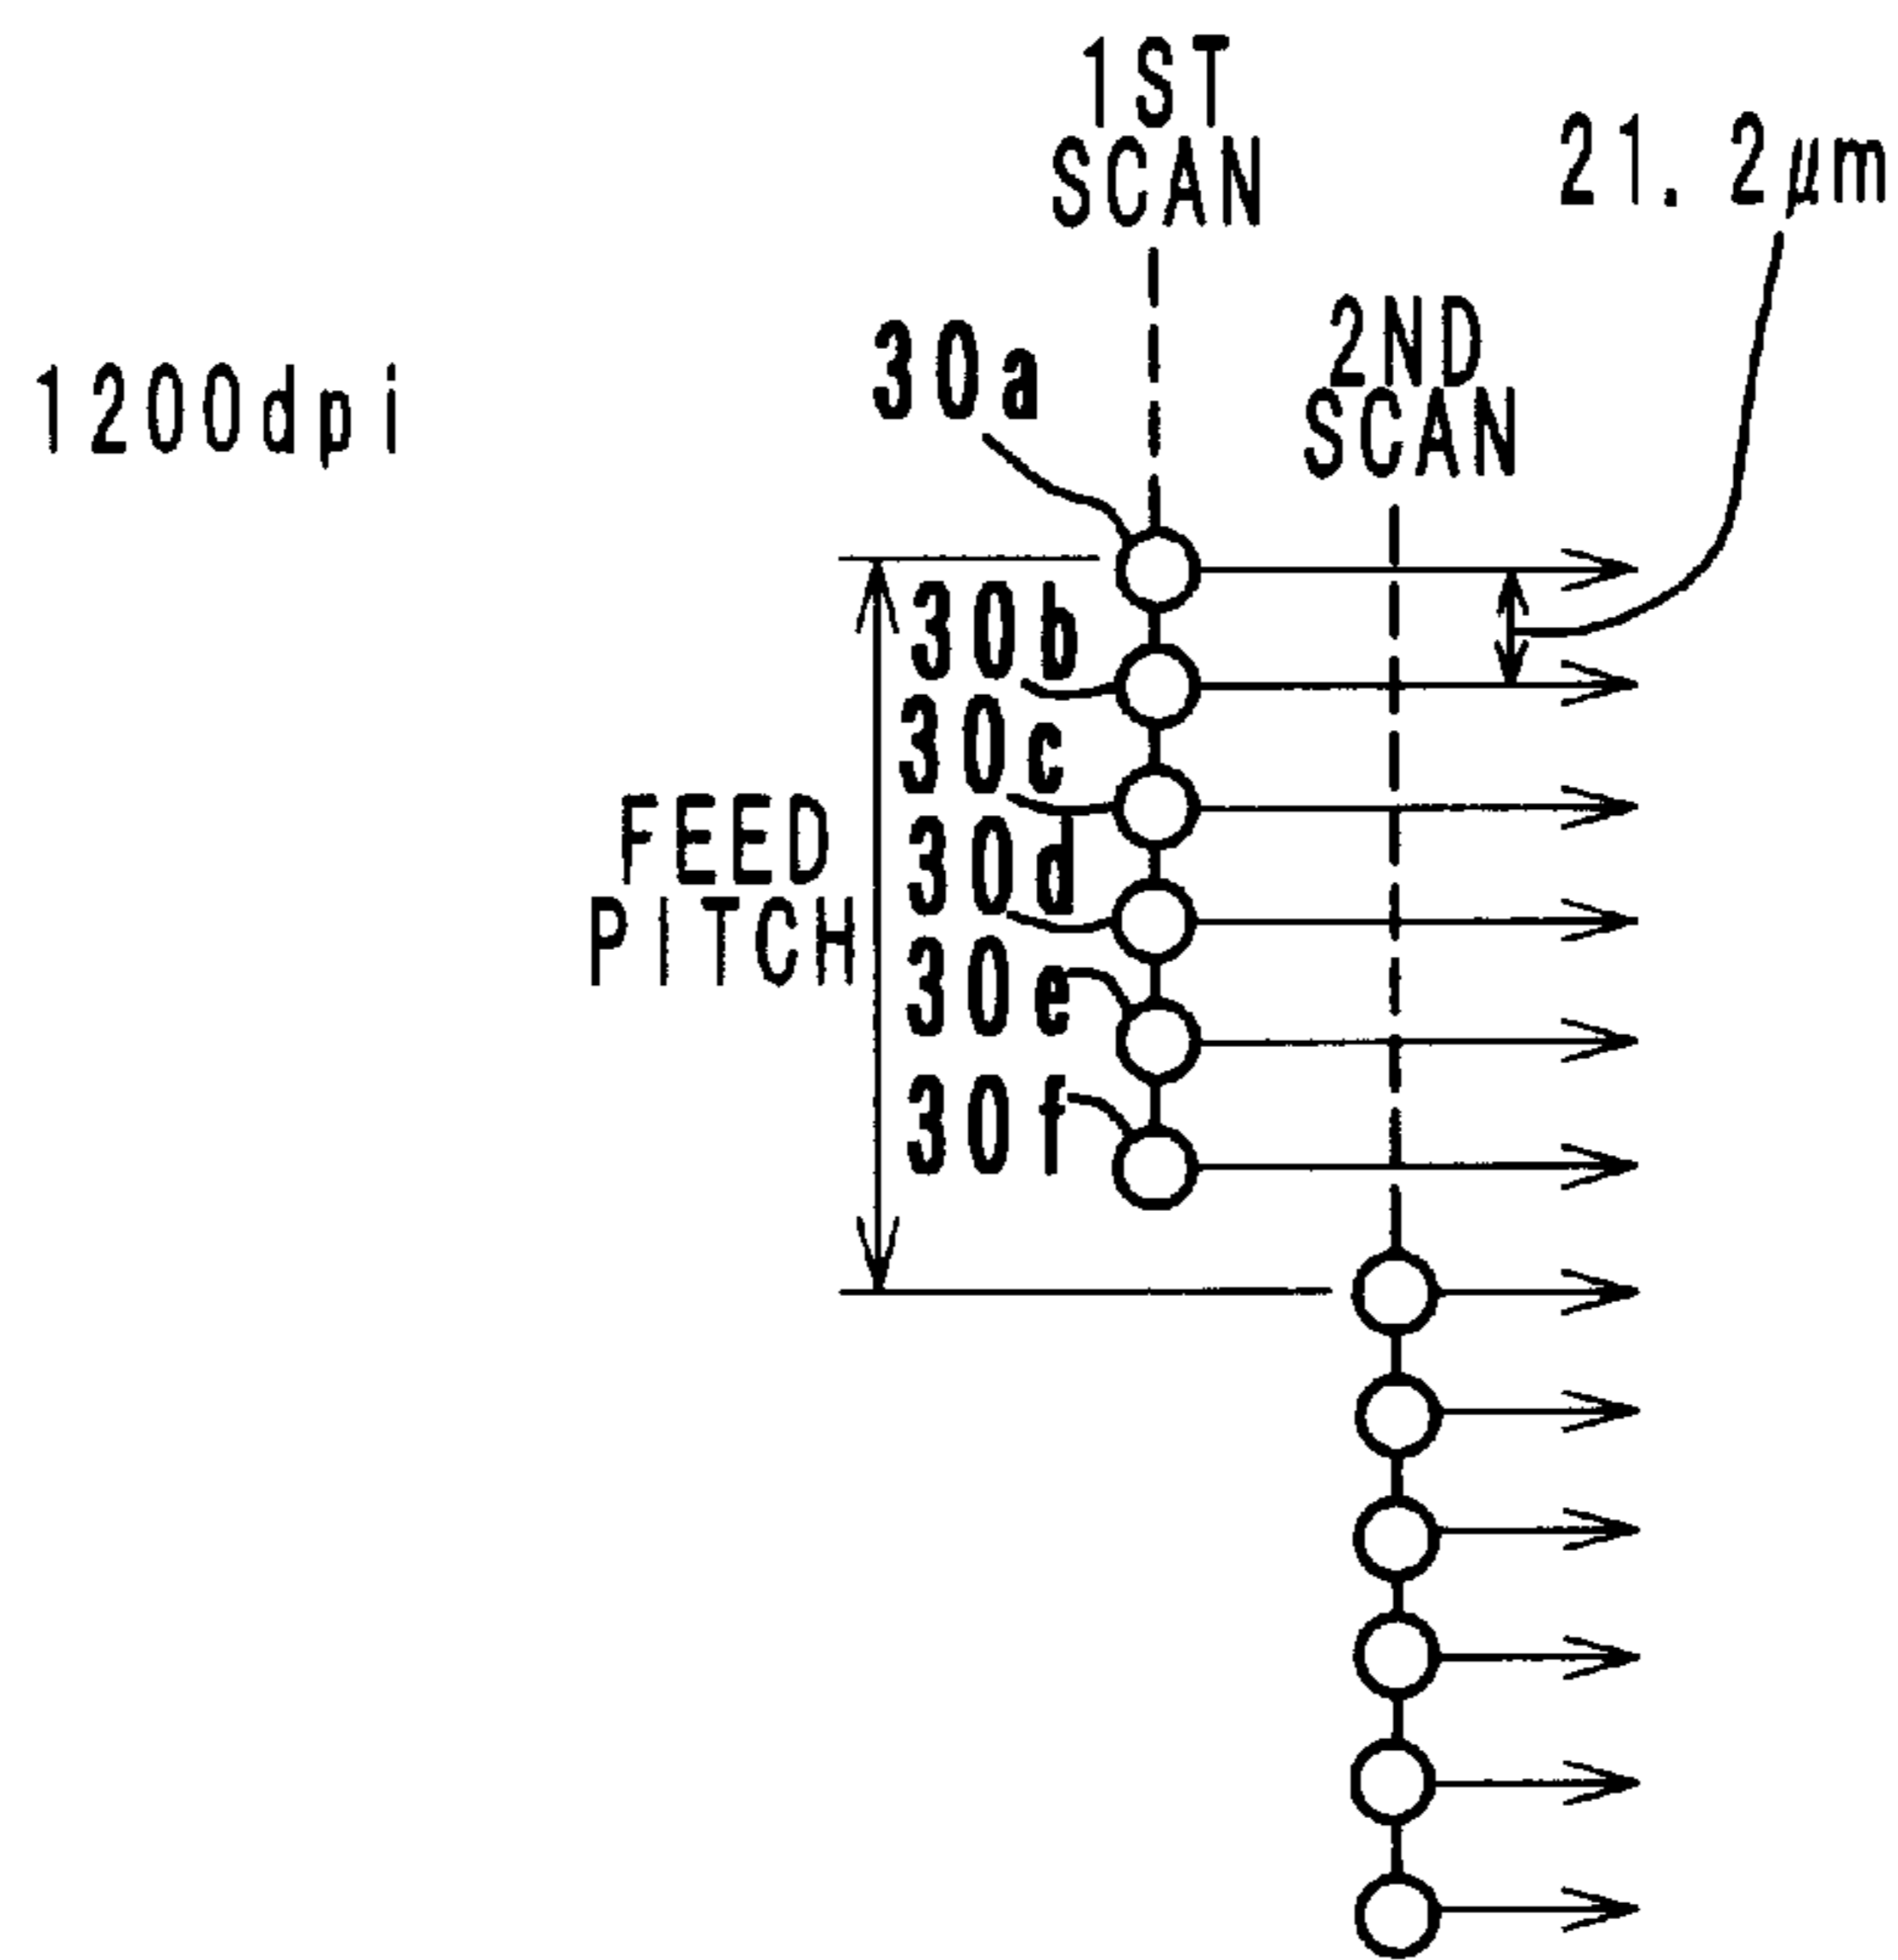 1ST
SCAN
21.2μm
2ND
SCAN
1200dpi
30a
30b
30c
FEED
PITCH
30d
30e
30f